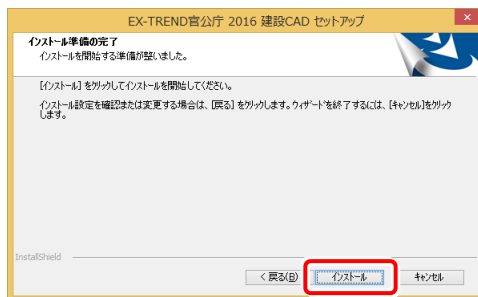 EX-TREND官公庁 2016 建設CAD セットアップ
インストール準備の完了
インストールを開始する準備が整いました。
[インストール] をクリックしてインストールを開始してください。
インストール設定を確認または変更する場合は、[戻る] をクリックします。ウィザードを終了するには、[キャンセル]をクリック
します。
InstallShield
< 戻る(B) インストール キャンセル